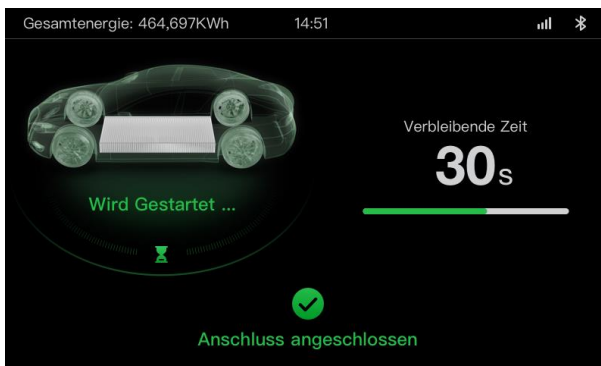 Gesamtenergie: 464,697KWh 14:51
Verbleibende Zeit
30s
Wird Gestartet ...
Anschluss angeschlossen